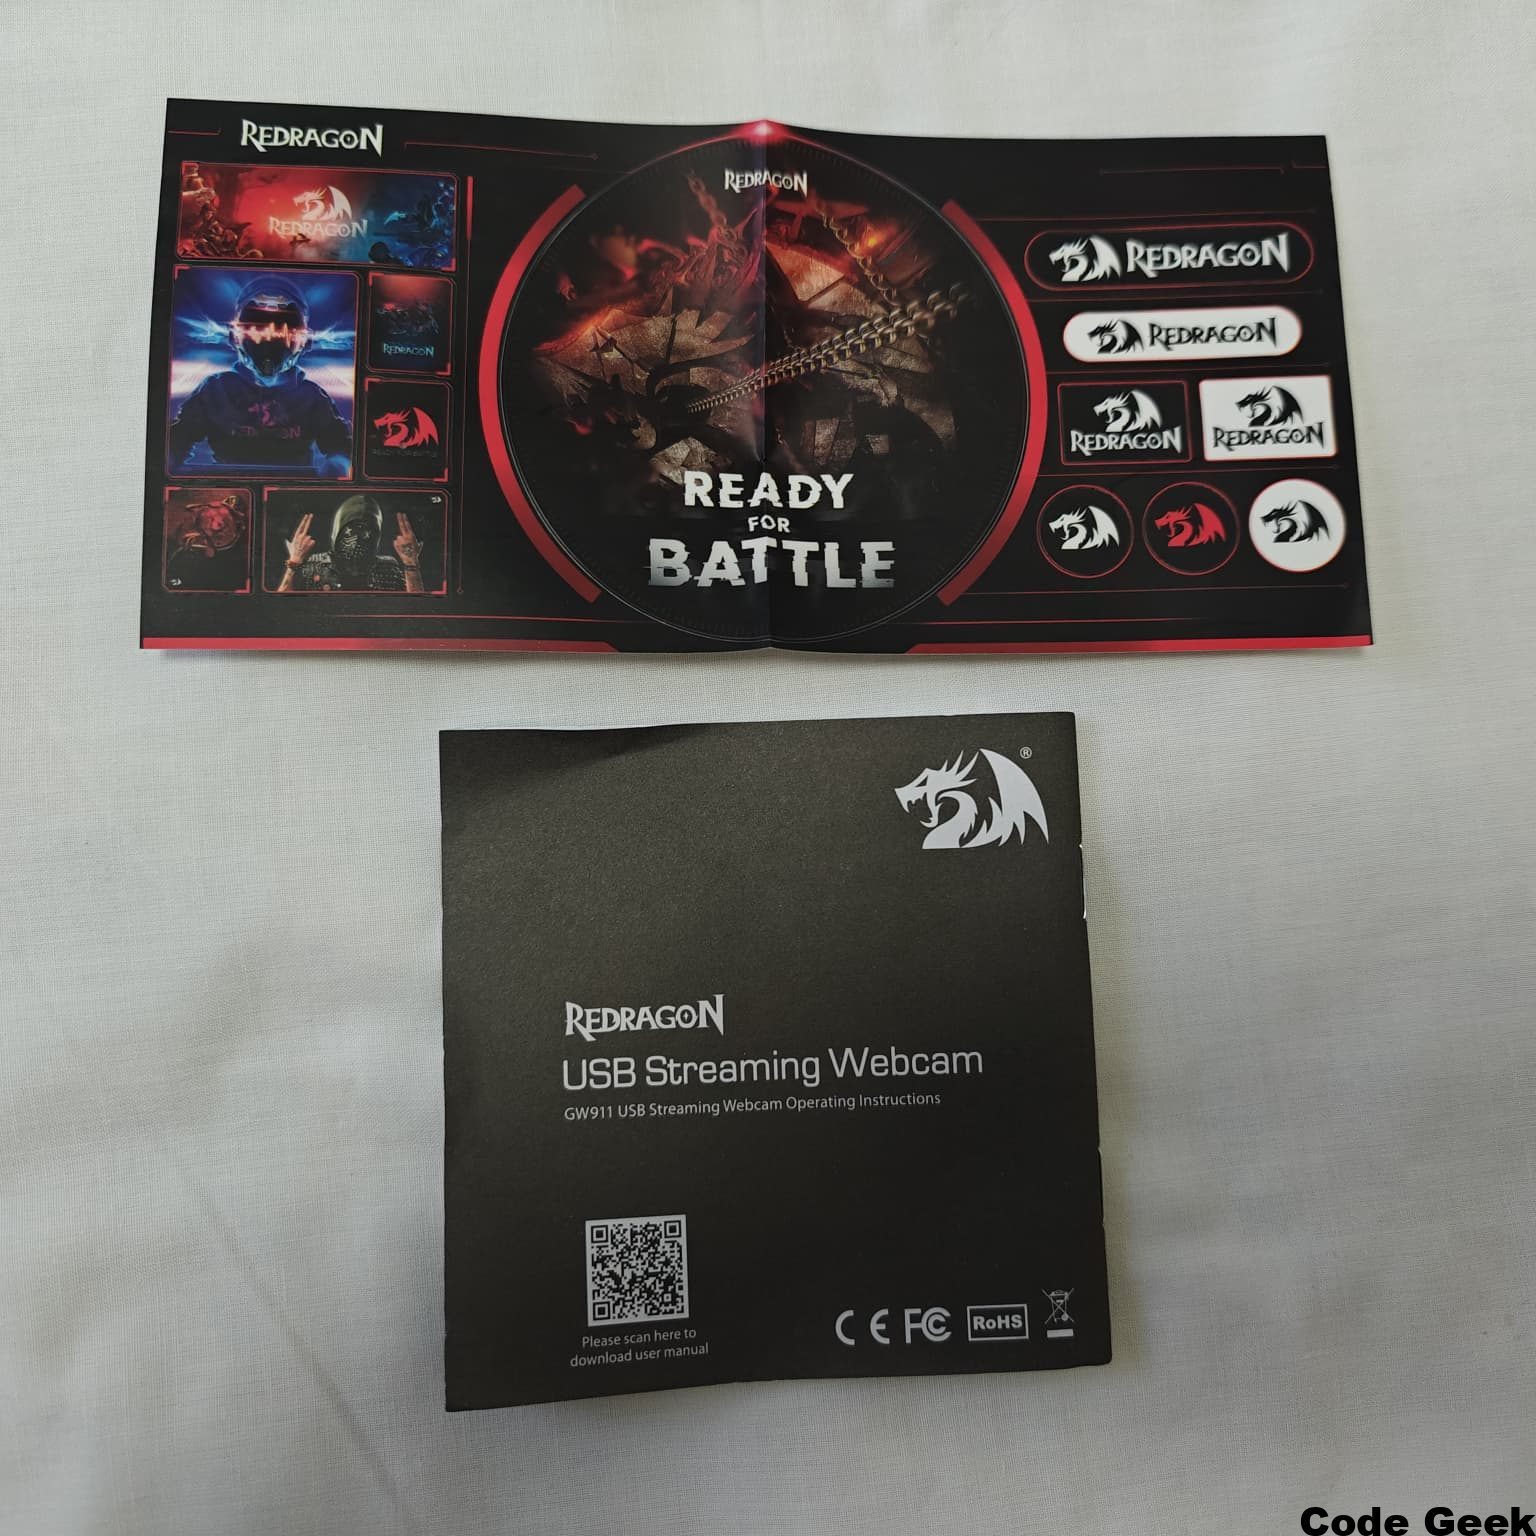 REDRAGON
REDRAGON
REDRAGON
READY FOR BATTLE
REDRAGON
READY
FOR
BATTLE
REDRAGON
REDRAGON
REDRAGON
REDRAGON
®
REDRAGON
USB Streaming Webcam
GW911 USB Streaming Webcam Operating Instructions
Please scan here to
download user manual
CE FC RoHS
Code Geek